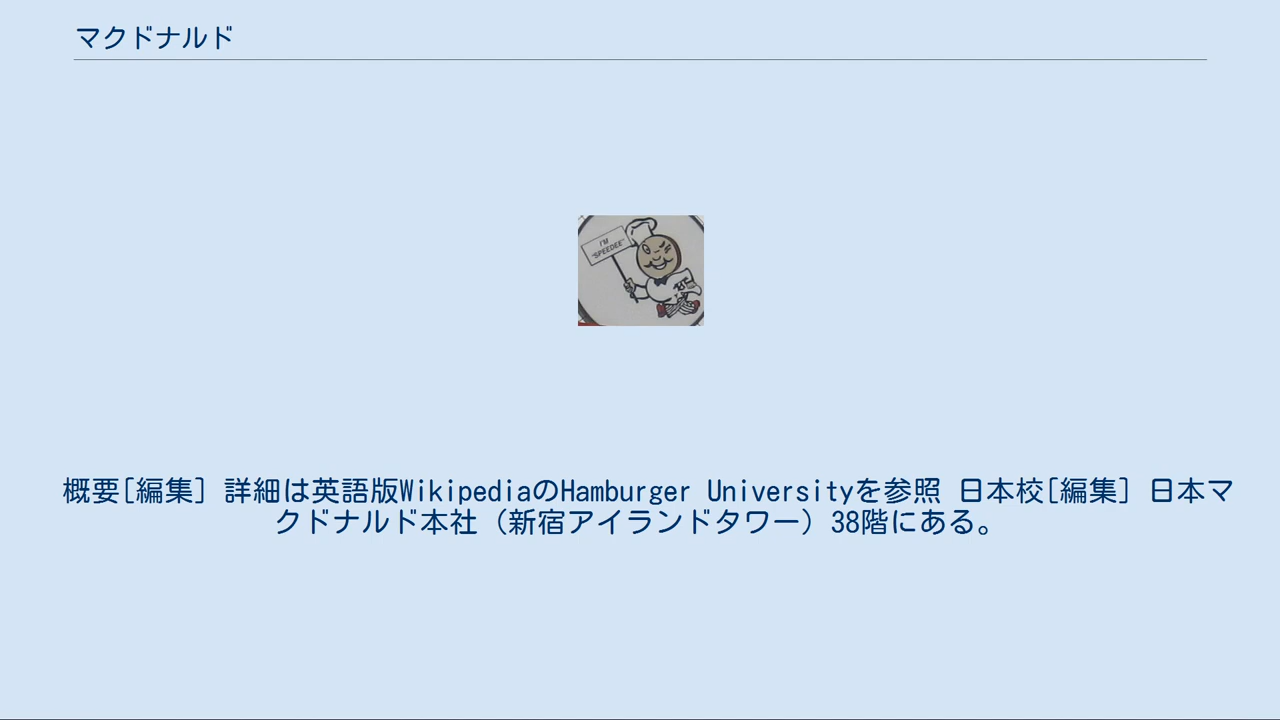 マクドナルド
I'M
"SPEEDEE"
概要[編集] 詳細は英語版WikipediaのHamburger Universityを参照 日本校[編集] 日本マ
クドナルド本社（新宿アイランドタワー）38階にある。